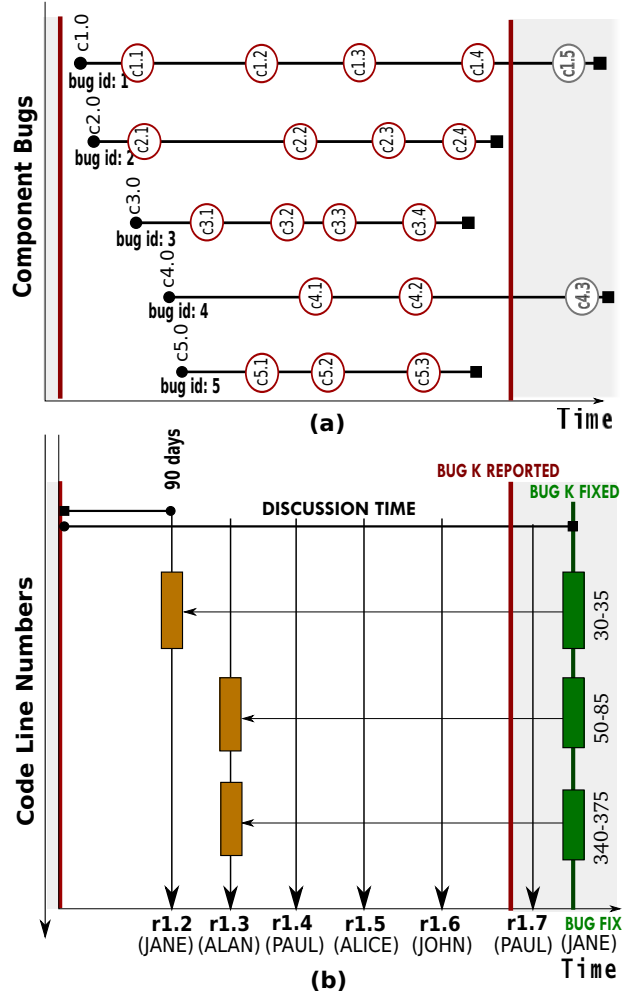 Component Bugs
c1.0
c1.1
c1.2
c1.3
c1.4
c1.5
bug id: 1
c2.0
c2.1
c2.2
c2.3
c2.4
bug id: 2
c3.0
c3.1
c3.2
c3.3
c3.4
bug id: 3
c4.0
c4.1
c4.2
c4.3
bug id: 4
c5.0
c5.1
c5.2
c5.3
bug id: 5
(a)
Time
Code Line Numbers
90 days
BUG K REPORTED
BUG K FIXED
DISCUSSION TIME
30-35
50-85
340-375
r1.2 r1.3 r1.4 r1.5 r1.6 r1.7 BUG FIX
(JANE) (ALAN) (PAUL) (ALICE) (JOHN) (PAUL) (JANE)
(b)
Time